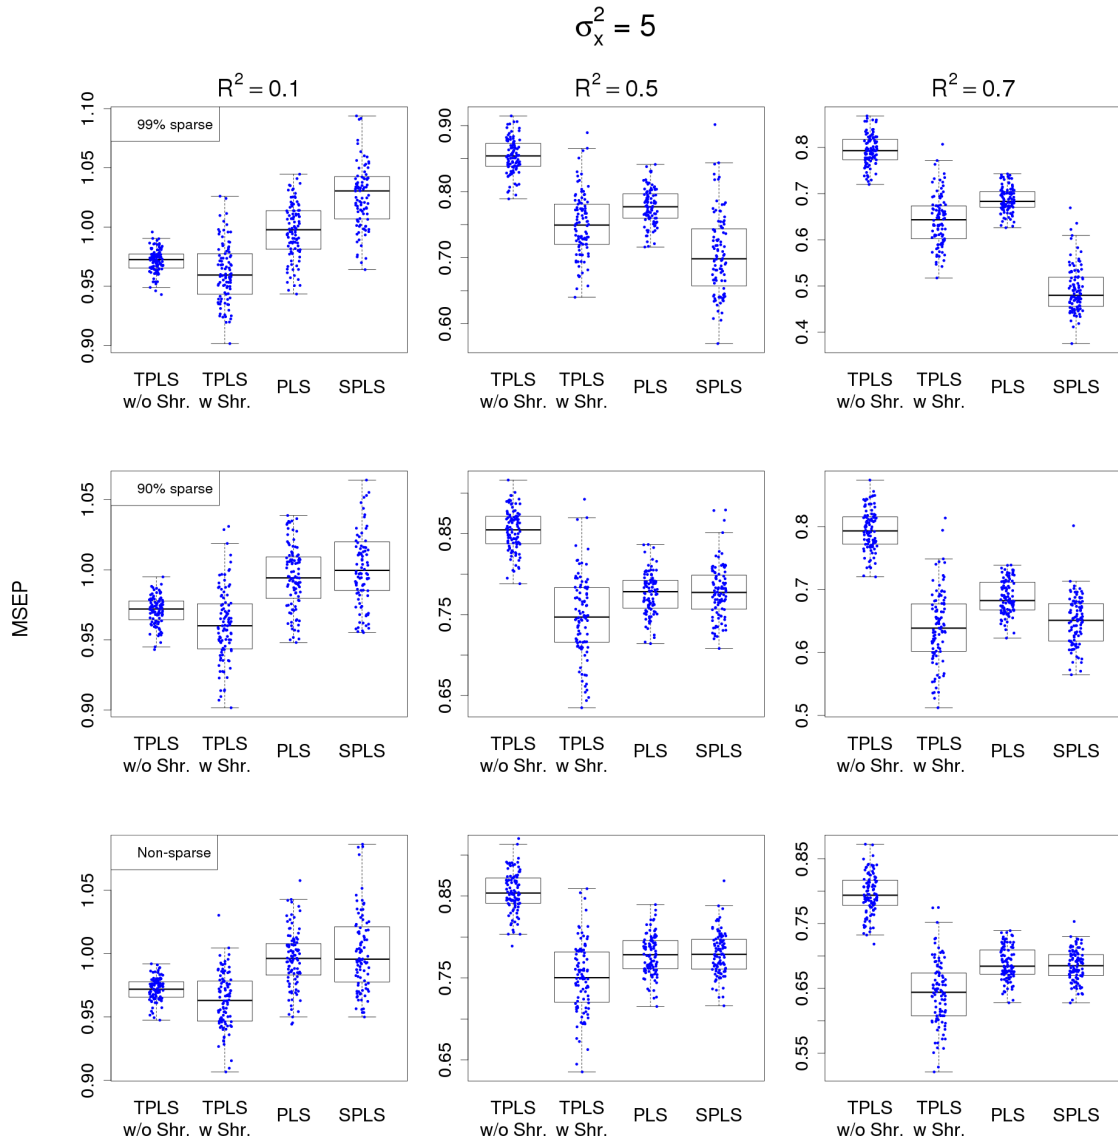 σ²ₓ = 5
R² = 0.1
R² = 0.5
R² = 0.7
MSEP
99% sparse
1.10
1.05
1.00
0.95
0.90
TPLS w/o Shr.
TPLS w Shr.
PLS
SPLS
0.90
0.80
0.70
0.60
TPLS w/o Shr.
TPLS w Shr.
PLS
SPLS
0.8
0.7
0.6
0.5
0.4
TPLS w/o Shr.
TPLS w Shr.
PLS
SPLS
90% sparse
1.05
1.00
0.95
0.90
TPLS w/o Shr.
TPLS w Shr.
PLS
SPLS
0.85
0.75
0.65
TPLS w/o Shr.
TPLS w Shr.
PLS
SPLS
0.8
0.7
0.6
0.5
TPLS w/o Shr.
TPLS w Shr.
PLS
SPLS
Non-sparse
1.05
1.00
0.95
0.90
TPLS w/o Shr.
TPLS w Shr.
PLS
SPLS
0.85
0.75
0.65
TPLS w/o Shr.
TPLS w Shr.
PLS
SPLS
0.85
0.75
0.65
0.55
TPLS w/o Shr.
TPLS w Shr.
PLS
SPLS